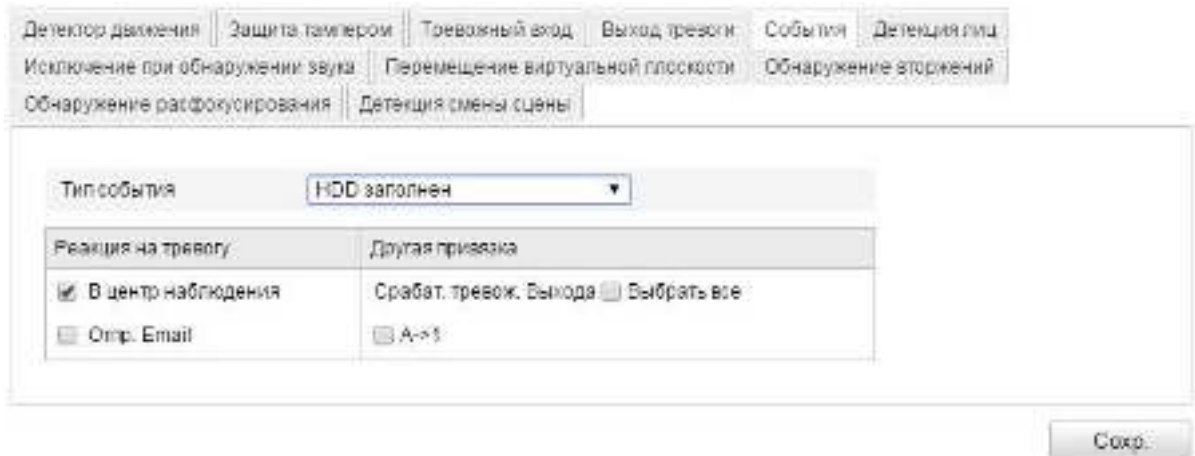 Детектор движения Защита тампером Тревожный вход Выход тревоги События Детекция лиц
Исключение при обнаружении звука Перемещение виртуальной плоскости Обнаружение вторжений
Обнаружение расфокусирования Детекция смены сцены
Тип события HDD заполнен
Реакция на тревогу Другая привязка
В центр наблюдения Срабат. тревож. Выхода Выбрать все
Отпр. Email A->1
Сохр.